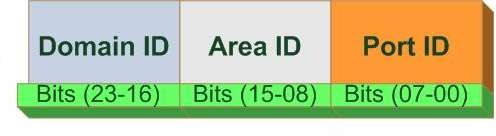 Domain ID Area ID Port ID
Bits (23-16) Bits (15-08) Bits (07-00)